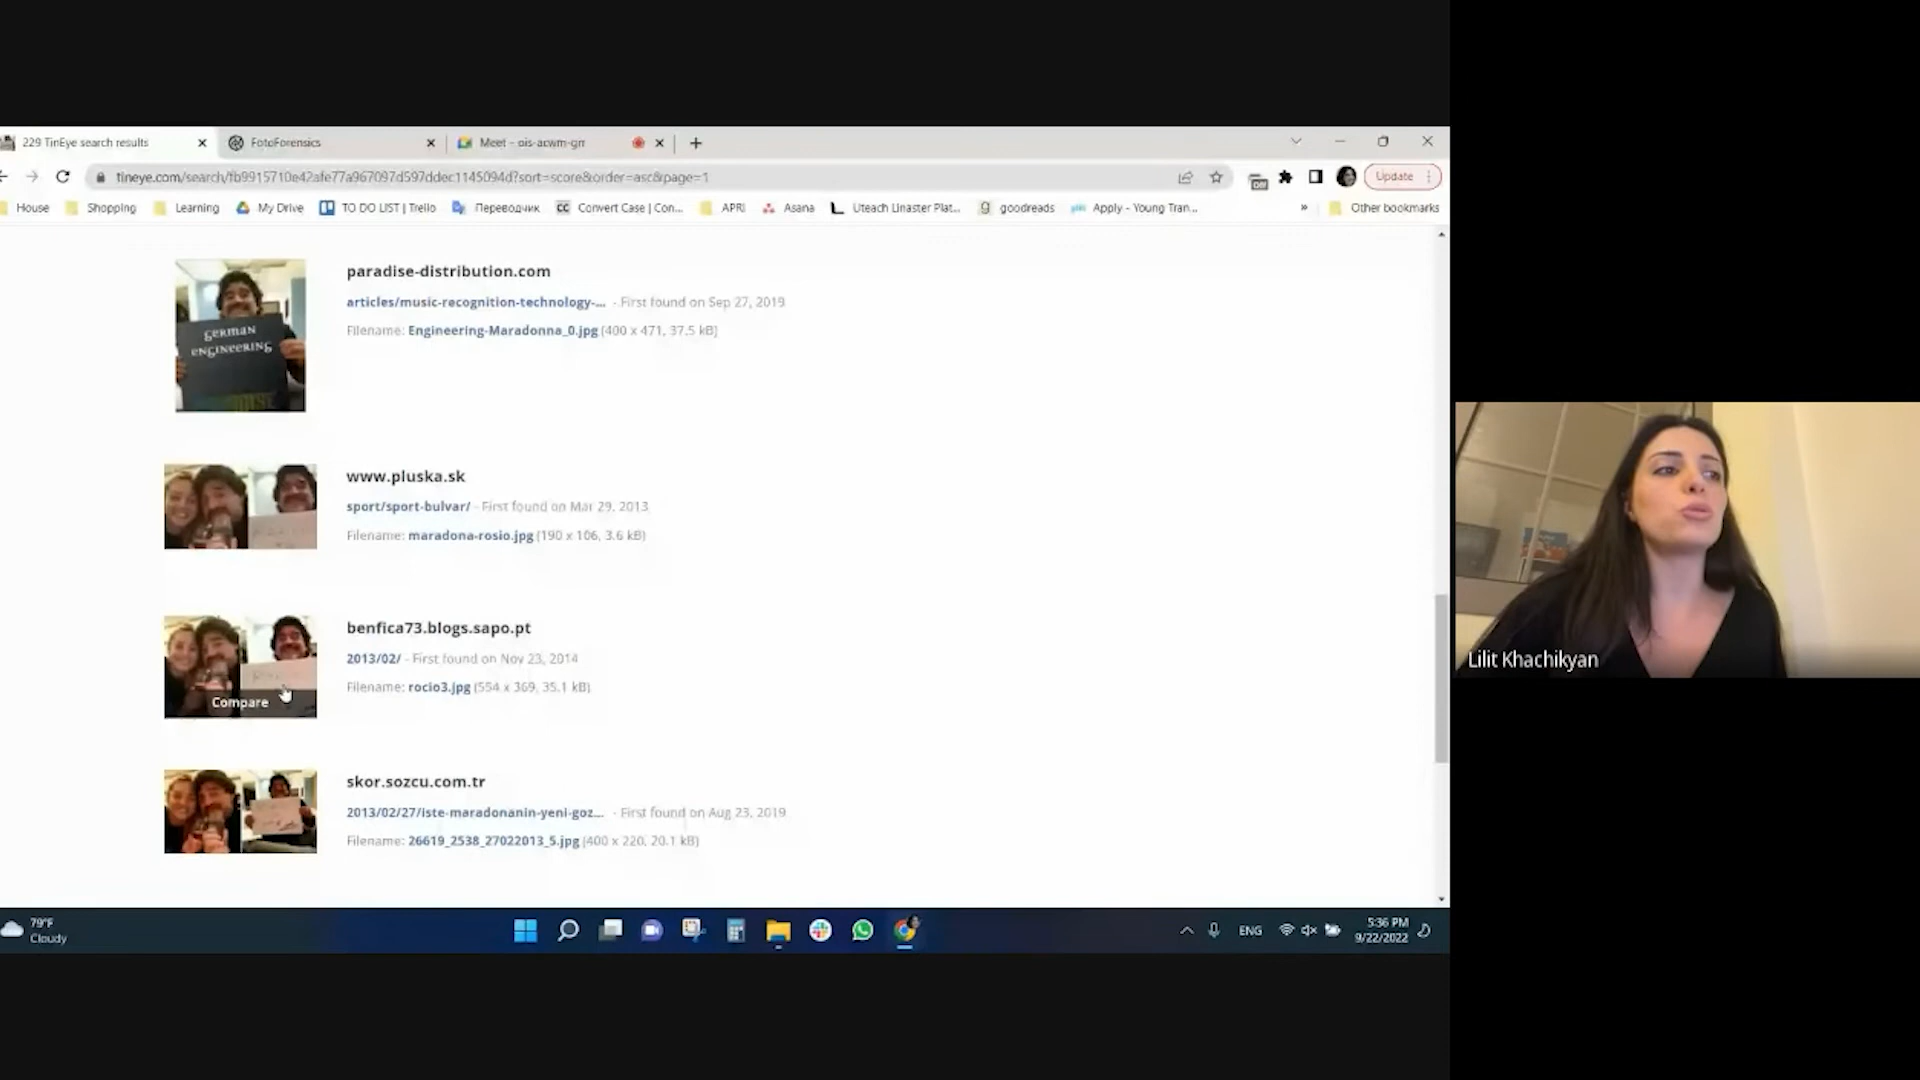 229 TinEye search results
FotoForensics
Meet - ois-acwm-grr
tineye.com/search/fb9915710e42afe77a967097d597ddec1145094d?sort=score&order=asc&page=1
Update
House
Shopping
Learning
My Drive
TO DO LIST | Trello
Переводчик
CC
Convert Case | Con...
APRI
Asana
Uteach Linaster Plat...
goodreads
Apply - Young Tran...
»
Other bookmarks
GERMAN
ENGINEERING
paradise-distribution.com
articles/music-recognition-technology-... - First found on Sep 27, 2019
Filename: Engineering-Maradonna_0.jpg (400 x 471, 37.5 kB)
www.pluska.sk
sport/sport-bulvar/ - First found on Mar 29, 2013
Filename: maradona-rosio.jpg (190 x 106, 3.6 kB)
benfica73.blogs.sapo.pt
2013/02/ - First found on Nov 23, 2014
Filename: rocio3.jpg (554 x 369, 35.1 kB)
Compare
skor.sozcu.com.tr
2013/02/27/iste-maradonanin-yeni-goz... - First found on Aug 23, 2019
Filename: 26619_2538_27022013_5.jpg (400 x 220, 20.1 kB)
Lilit Khachikyan
79°F
Cloudy
ENG
5:36 PM
9/22/2022